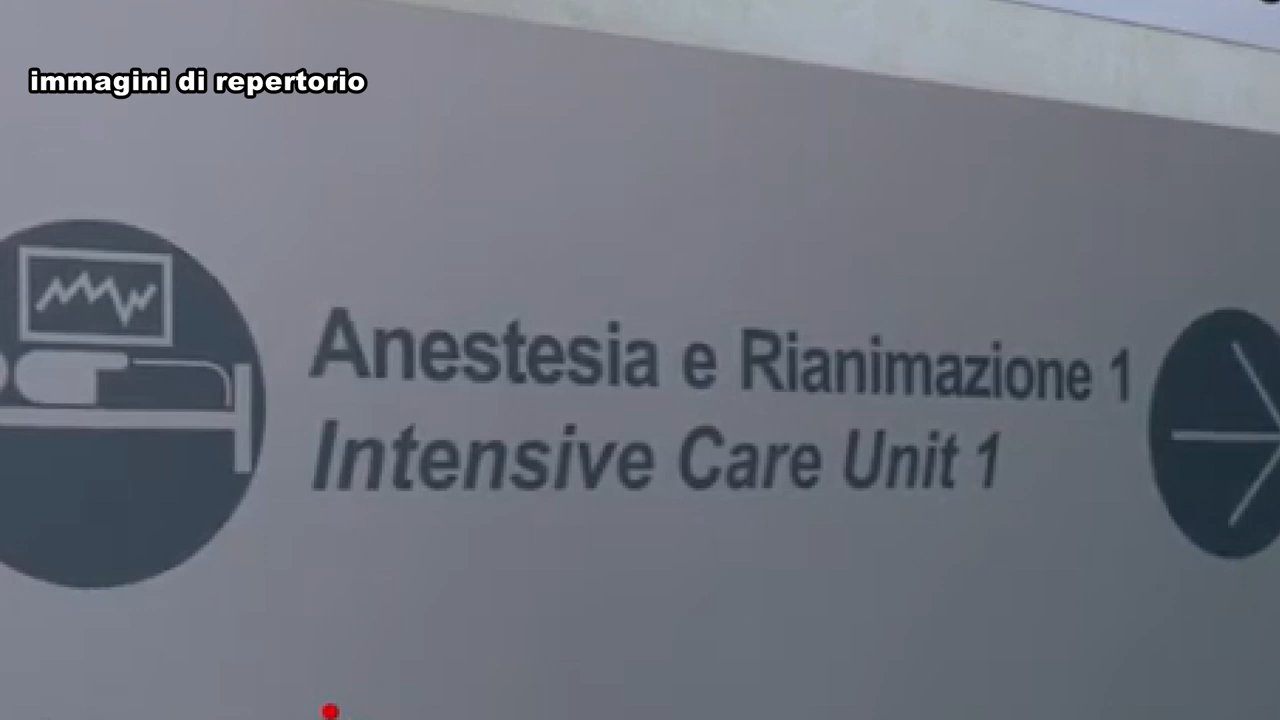 immagini di repertorio
Anestesia e Rianimazione 1
Intensive Care Unit 1